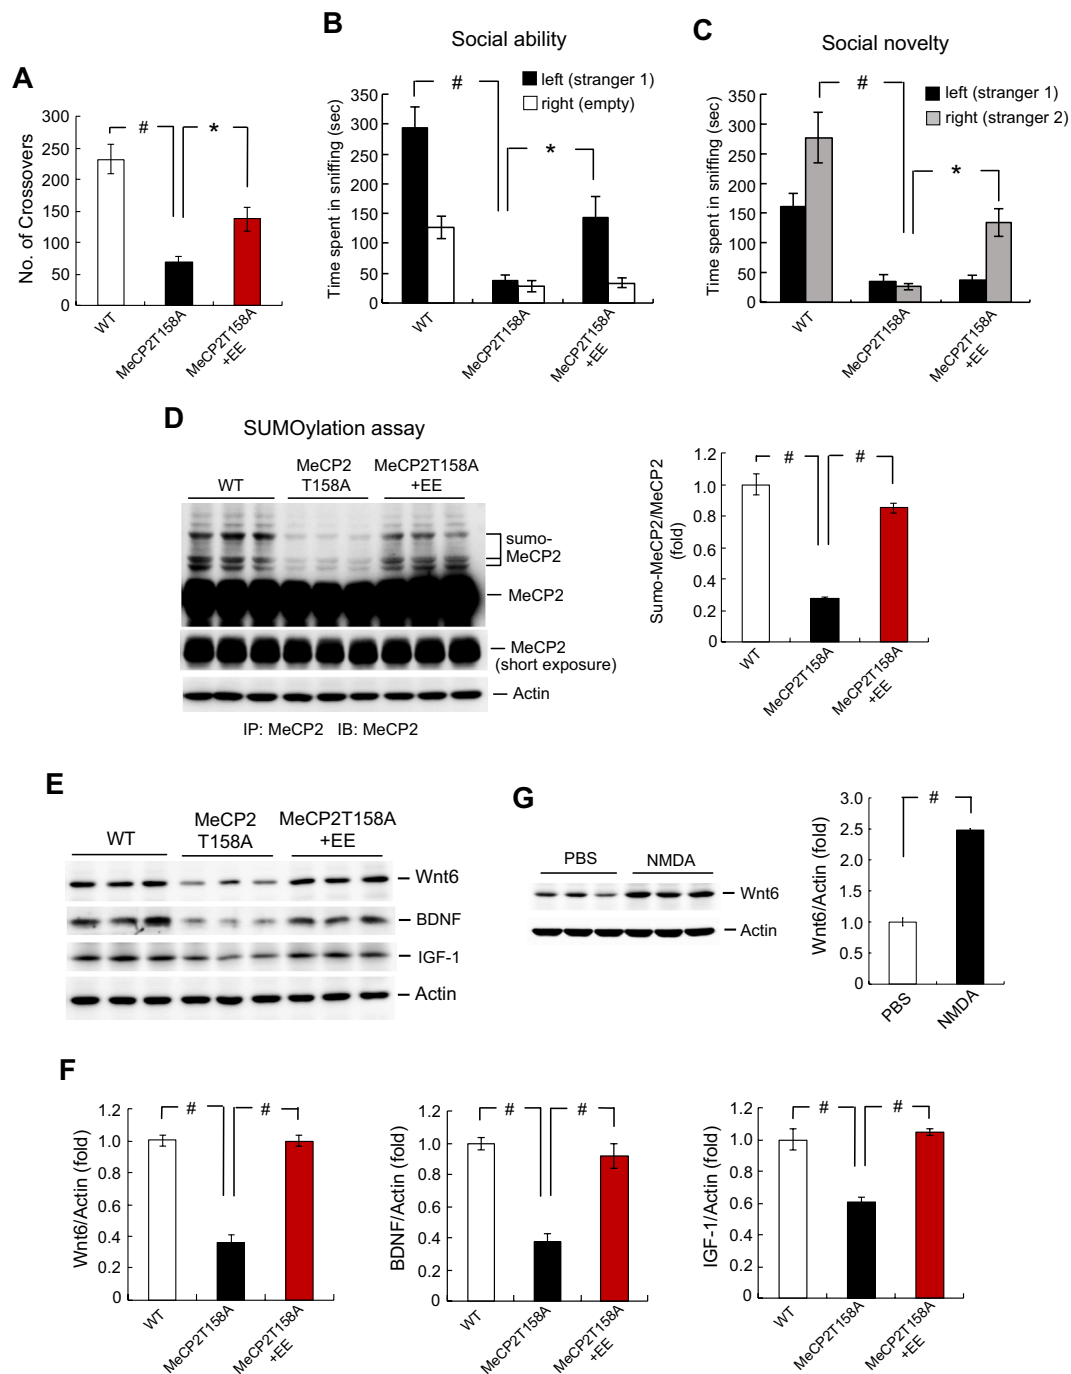 A
No. of Crossovers
300
250
200
150
100
50
0
#
*
WT
MeCP2T158A
MeCP2T158A
+EE
B
Social ability
left (stranger 1)
right (empty)
Time spent in sniffing (sec)
350
300
250
200
150
100
50
0
#
*
WT
MeCP2T158A
MeCP2T158A
+EE
C
Social novelty
left (stranger 1)
right (stranger 2)
Time spent in sniffing (sec)
350
300
250
200
150
100
50
0
#
*
WT
MeCP2T158A
MeCP2T158A
+EE
D
SUMOylation assay
WT
MeCP2
T158A
MeCP2T158A
+EE
sumo-
MeCP2
MeCP2
MeCP2
(short exposure)
Actin
IP: MeCP2 IB: MeCP2
Sumo-MeCP2/MeCP2
(fold)
1.2
1.0
0.8
0.6
0.4
0.2
0
#
#
WT
MeCP2T158A
MeCP2T158A
+EE
E
WT
MeCP2
T158A
MeCP2T158A
+EE
Wnt6
BDNF
IGF-1
Actin
G
PBS
NMDA
Wnt6
Actin
Wnt6/Actin (fold)
3.0
2.5
2.0
1.5
1.0
0.5
0
#
PBS
NMDA
F
Wnt6/Actin (fold)
1.2
1.0
0.8
0.6
0.4
0.2
0
#
#
WT
MeCP2T158A
MeCP2T158A
+EE
BDNF/Actin (fold)
1.2
1.0
0.8
0.6
0.4
0.2
0
#
#
WT
MeCP2T158A
MeCP2T158A
+EE
IGF-1/Actin (fold)
1.2
1.0
0.8
0.6
0.4
0.2
0
#
#
WT
MeCP2T158A
MeCP2T158A
+EE